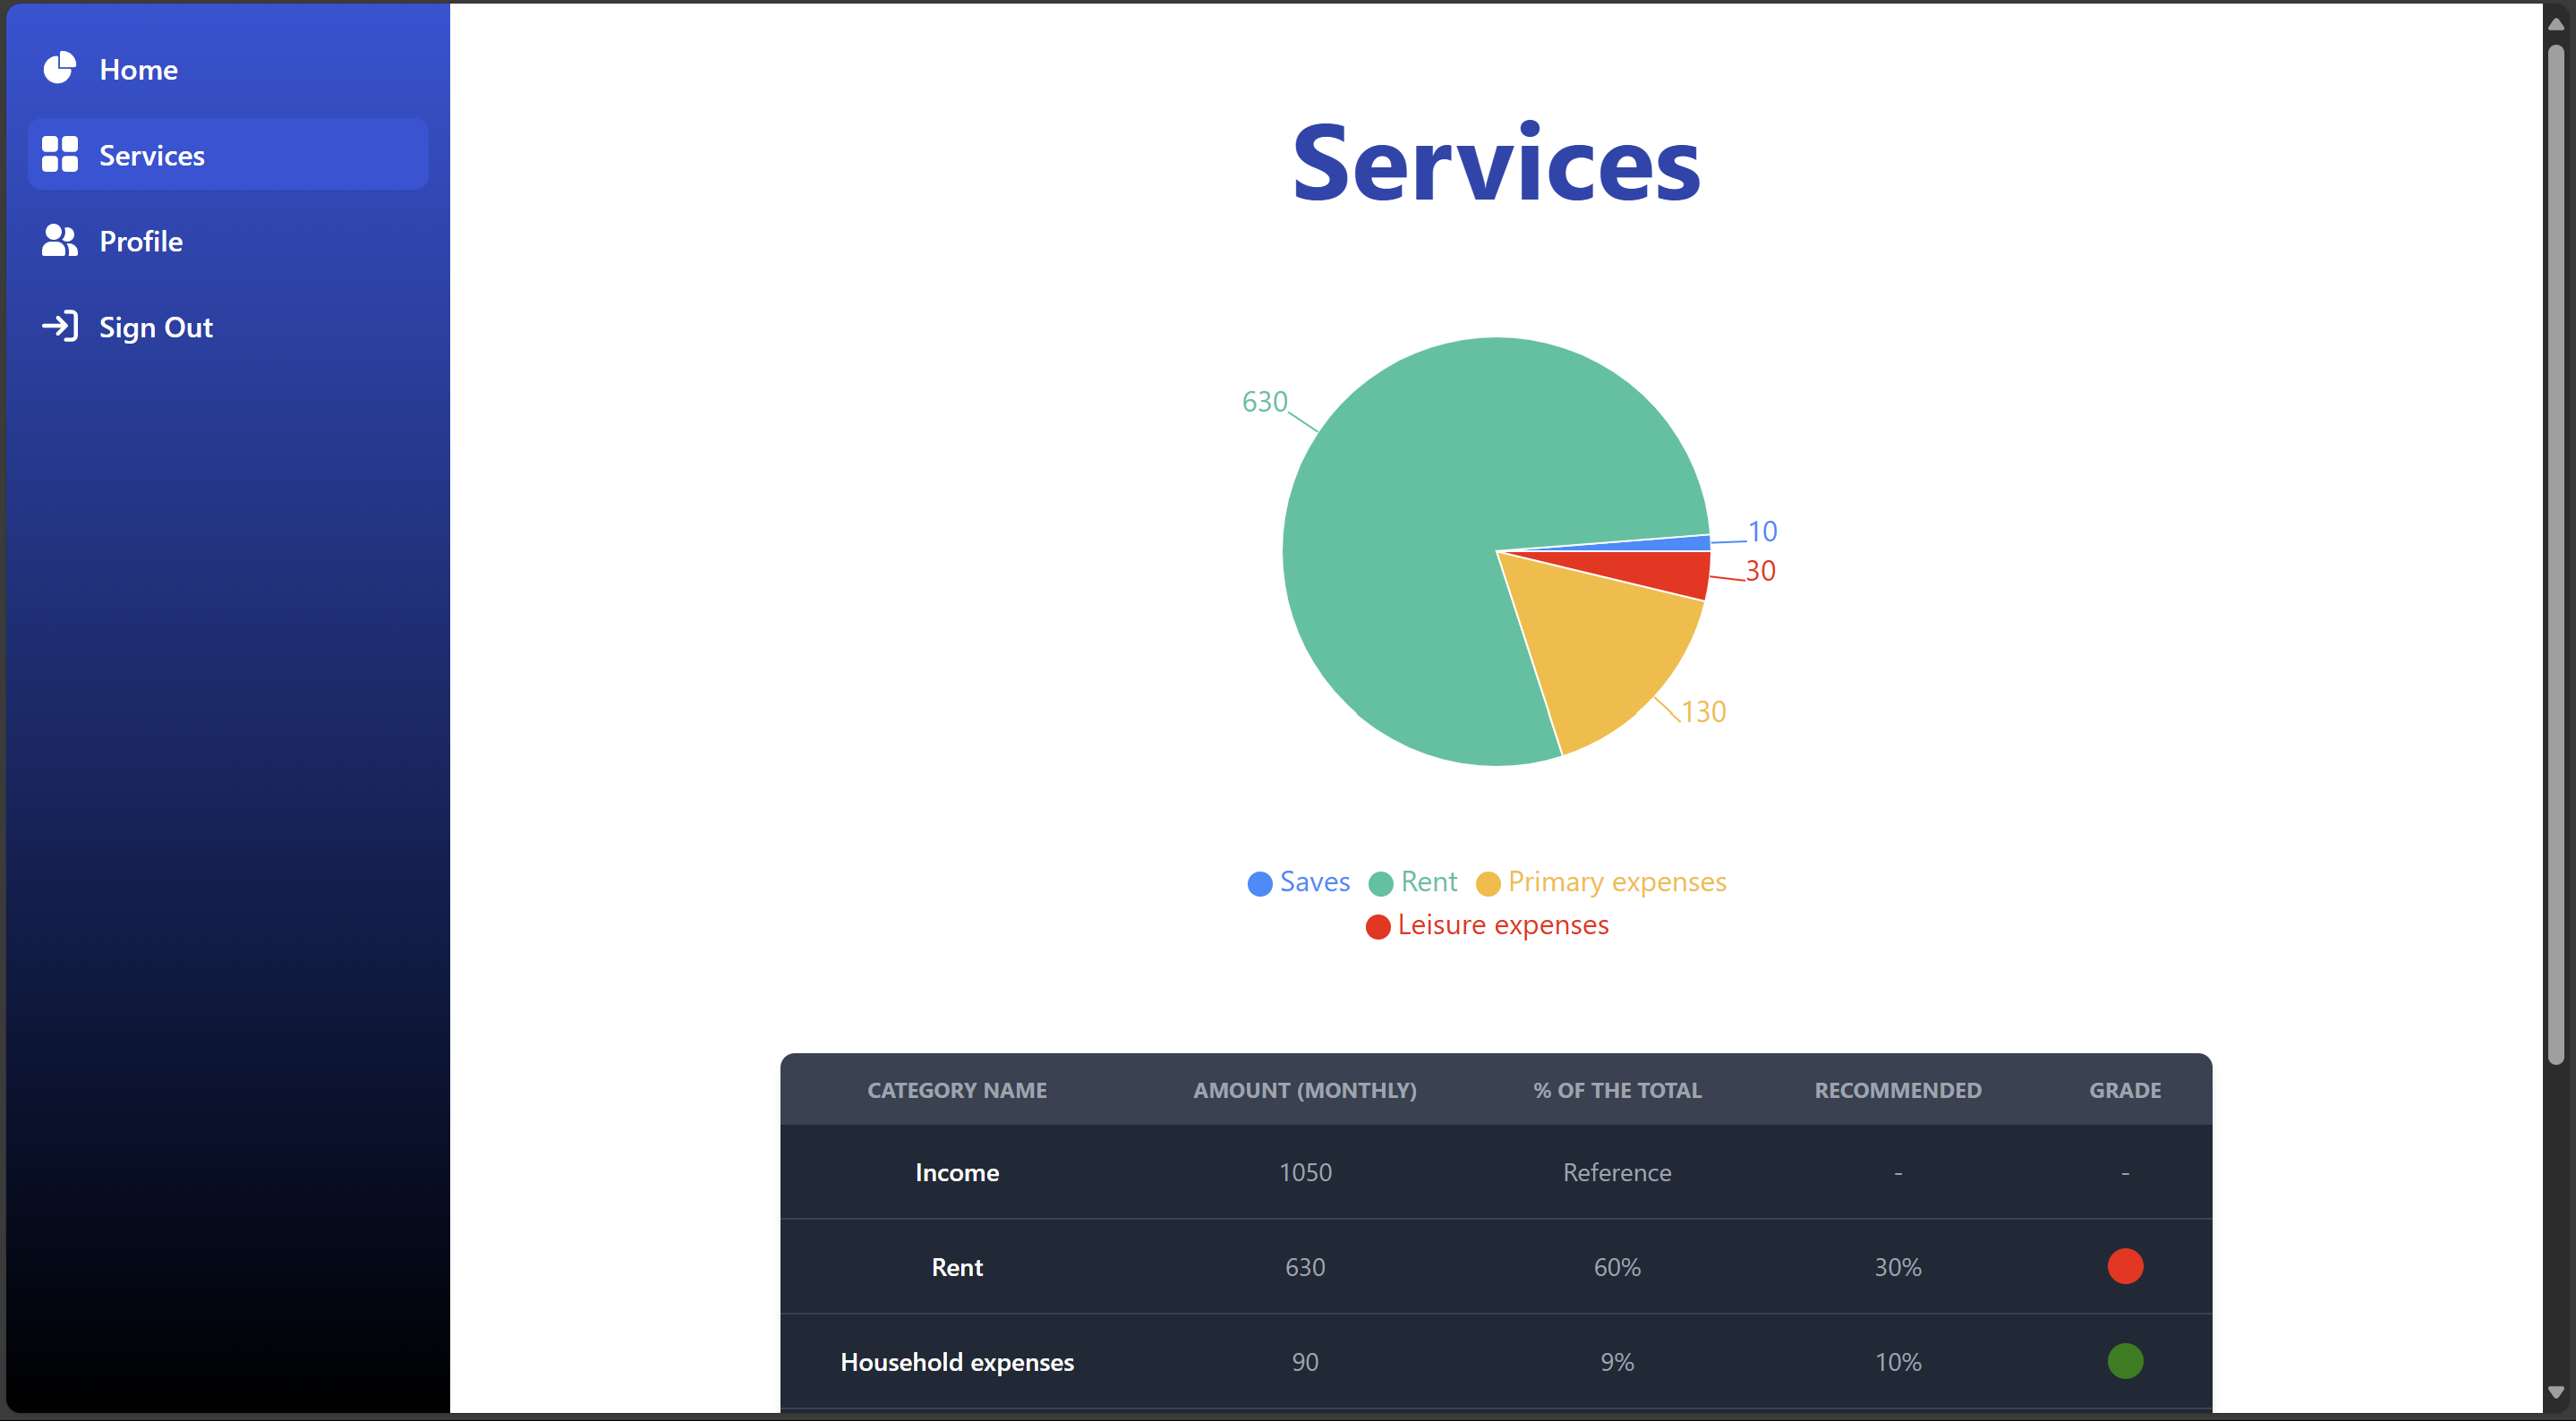 Home
Services
Profile
Sign Out
Services
630
10
30
130
Saves Rent Primary expenses
Leisure expenses
CATEGORY NAME AMOUNT (MONTHLY) % OF THE TOTAL RECOMMENDED GRADE
Income 1050 Reference - -
Rent 630 60% 30%
Household expenses 90 9% 10%